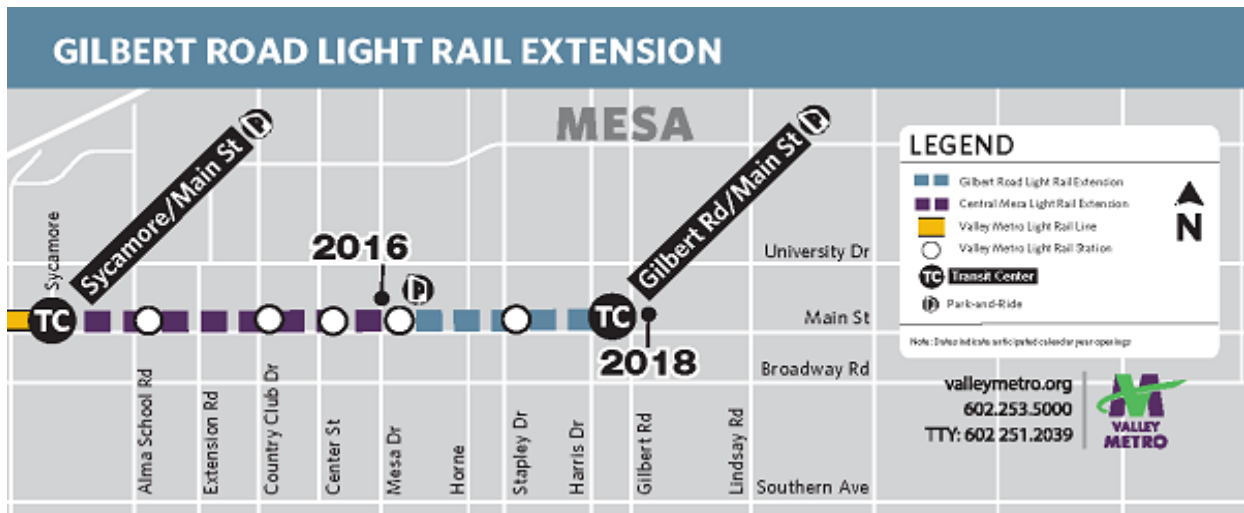 GILBERT ROAD LIGHT RAIL EXTENSION
MESA
Sycamore
Sycamore/Main St
P
Gilbert Rd/Main St
P
LEGEND
Gilbert Road Light Rail Extension
Central Mesa Light Rail Extension
Valley Metro Light Rail Line
Valley Metro Light Rail Station
TC Transit Center
P Park-and-Ride
N
Note: Dates indicate anticipated calendar year openings
2016
P
University Dr
TC
TC
Main St
2018
Broadway Rd
Alma School Rd
Extension Rd
Country Club Dr
Center St
Mesa Dr
Horne
Stapley Dr
Harris Dr
Gilbert Rd
Lindsay Rd
Southern Ave
valleymetro.org
602.253.5000
TTY: 602 251.2039
VALLEY
METRO